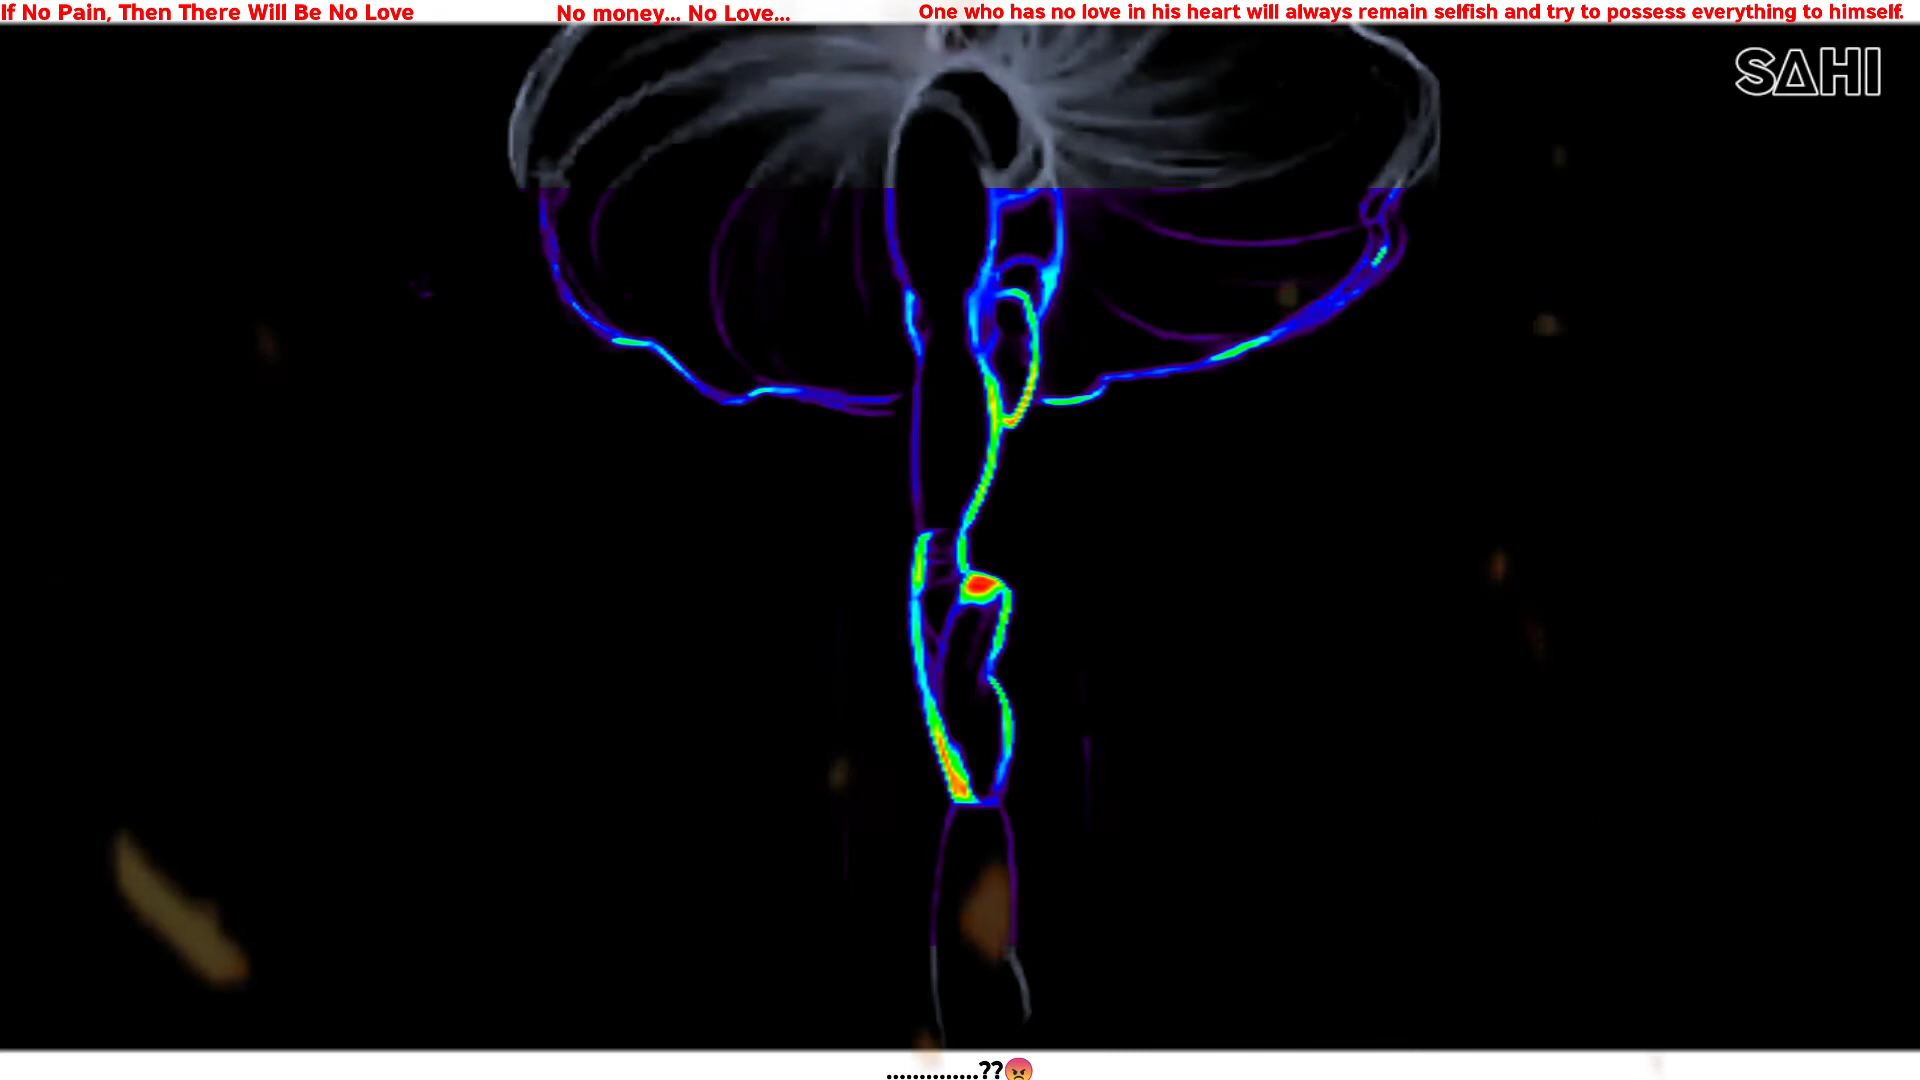 If No Pain, Then There Will Be No Love
No money... No Love...
One who has no love in his heart will always remain selfish and try to possess everything to himself.
SAHI
..............??😡